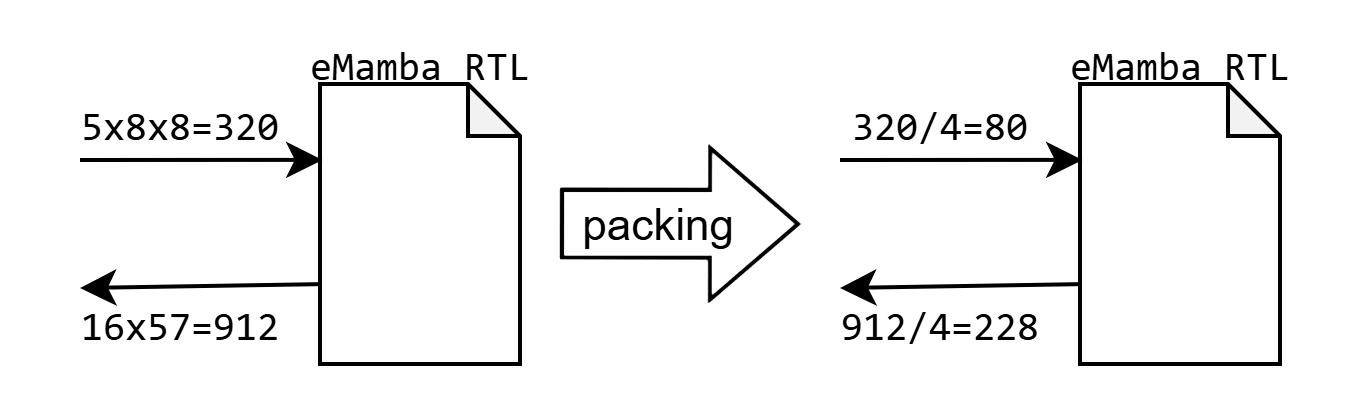 eMamba RTL
5x8x8=320
16x57=912
packing
eMamba RTL
320/4=80
912/4=228